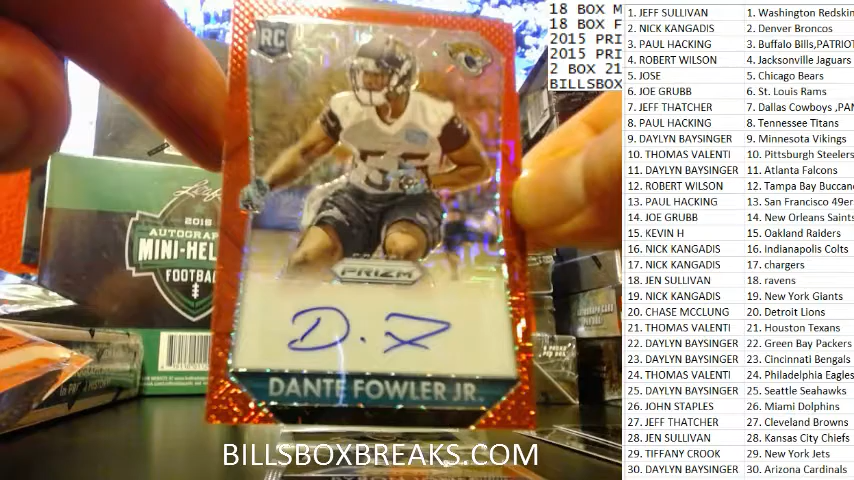 18 BOX M
18 BOX F
2015 PRI
2015 PRI
2 BOX 21
BILLSBOX
1. JEFF SULLIVAN 1. Washington Redskin
2. NICK KANGADIS 2. Denver Broncos
3. PAUL HACKING 3. Buffalo Bills,PATRIOT
4. ROBERT WILSON 4. Jacksonville Jaguars
5. JOSE 5. Chicago Bears
6. JOE GRUBB 6. St. Louis Rams
7. JEFF THATCHER 7. Dallas Cowboys ,PAN
8. PAUL HACKING 8. Tennessee Titans
9. DAYLYN BAYSINGER 9. Minnesota Vikings
10. THOMAS VALENTI 10. Pittsburgh Steelers
11. DAYLYN BAYSINGER 11. Atlanta Falcons
12. ROBERT WILSON 12. Tampa Bay Buccane
13. PAUL HACKING 13. San Francisco 49er
14. JOE GRUBB 14. New Orleans Saints
15. KEVIN H 15. Oakland Raiders
16. NICK KANGADIS 16. Indianapolis Colts
17. NICK KANGADIS 17. chargers
18. JEN SULLIVAN 18. ravens
19. NICK KANGADIS 19. New York Giants
20. CHASE MCCLUNG 20. Detroit Lions
21. THOMAS VALENTI 21. Houston Texans
22. DAYLYN BAYSINGER 22. Green Bay Packers
23. DAYLYN BAYSINGER 23. Cincinnati Bengals
24. THOMAS VALENTI 24. Philadelphia Eagles
25. DAYLYN BAYSINGER 25. Seattle Seahawks
26. JOHN STAPLES 26. Miami Dolphins
27. JEFF THATCHER 27. Cleveland Browns
28. JEN SULLIVAN 28. Kansas City Chiefs
29. TIFFANY CROOK 29. New York Jets
30. DAYLYN BAYSINGER 30. Arizona Cardinals
RC
Leaf
AUTOGRAP
MINI-HEL
FOOTBA
PRIZM
DANTE FOWLER JR.
BILLSBOXBREAKS.COM